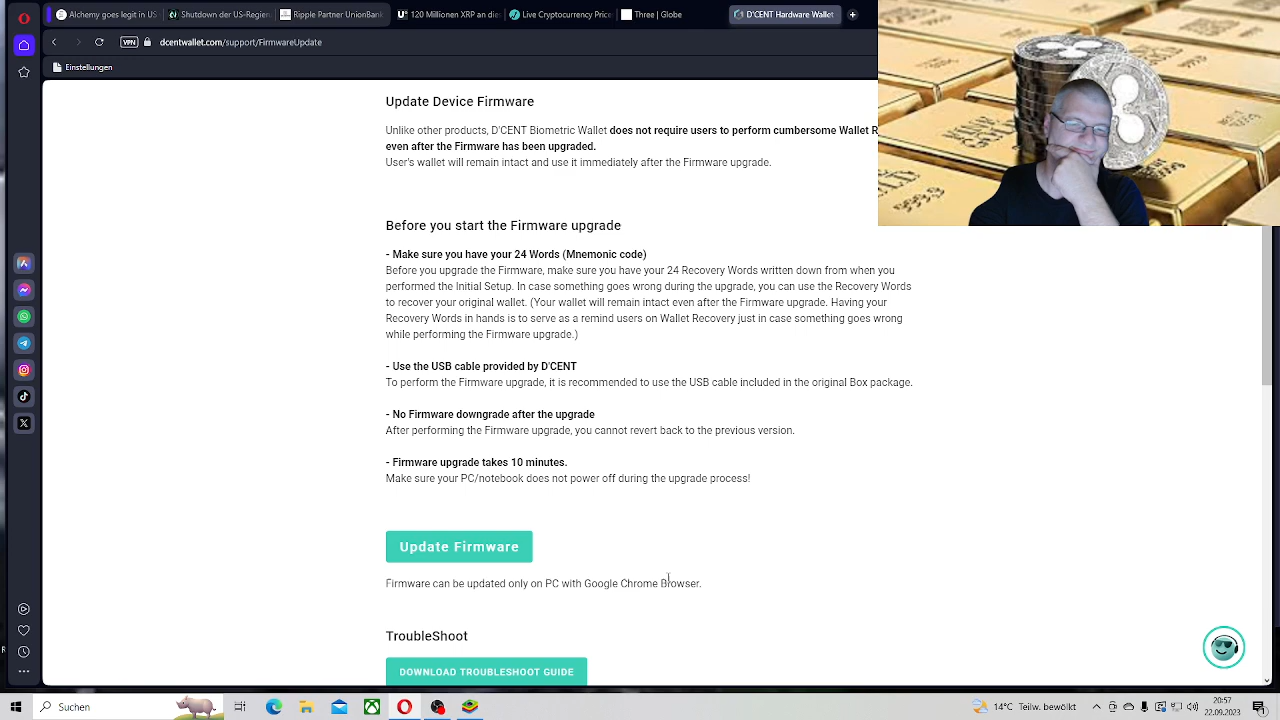 Alchemy goes legit in US
Shutdown der US-Regier
Ripple Partner UnionBank
120 Millionen XRP an die
Live Cryptocurrency Price
Three | Globe
D'CENT Hardware Wallet
VPN
dcentwallet.com/support/FirmwareUpdate
Einstellungen
Update Device Firmware
Unlike other products, D'CENT Biometric Wallet does not require users to perform cumbersome Wallet R
even after the Firmware has been upgraded.
User's wallet will remain intact and use it immediately after the Firmware upgrade.
Before you start the Firmware upgrade
- Make sure you have your 24 Words (Mnemonic code)
Before you upgrade the Firmware, make sure you have your 24 Recovery Words written down from when you
performed the Initial Setup. In case something goes wrong during the upgrade, you can use the Recovery Words
to recover your original wallet. (Your wallet will remain intact even after the Firmware upgrade. Having your
Recovery Words in hands is to serve as a remind users on Wallet Recovery just in case something goes wrong
while performing the Firmware upgrade.)
- Use the USB cable provided by D'CENT
To perform the Firmware upgrade, it is recommended to use the USB cable included in the original Box package.
- No Firmware downgrade after the upgrade
After performing the Firmware upgrade, you cannot revert back to the previous version.
- Firmware upgrade takes 10 minutes.
Make sure your PC/notebook does not power off during the upgrade process!
Update Firmware
Firmware can be updated only on PC with Google Chrome Browser.
TroubleShoot
DOWNLOAD TROUBLESHOOT GUIDE
Suchen
14°C Teilw. bewölkt
20:57
22.09.2023